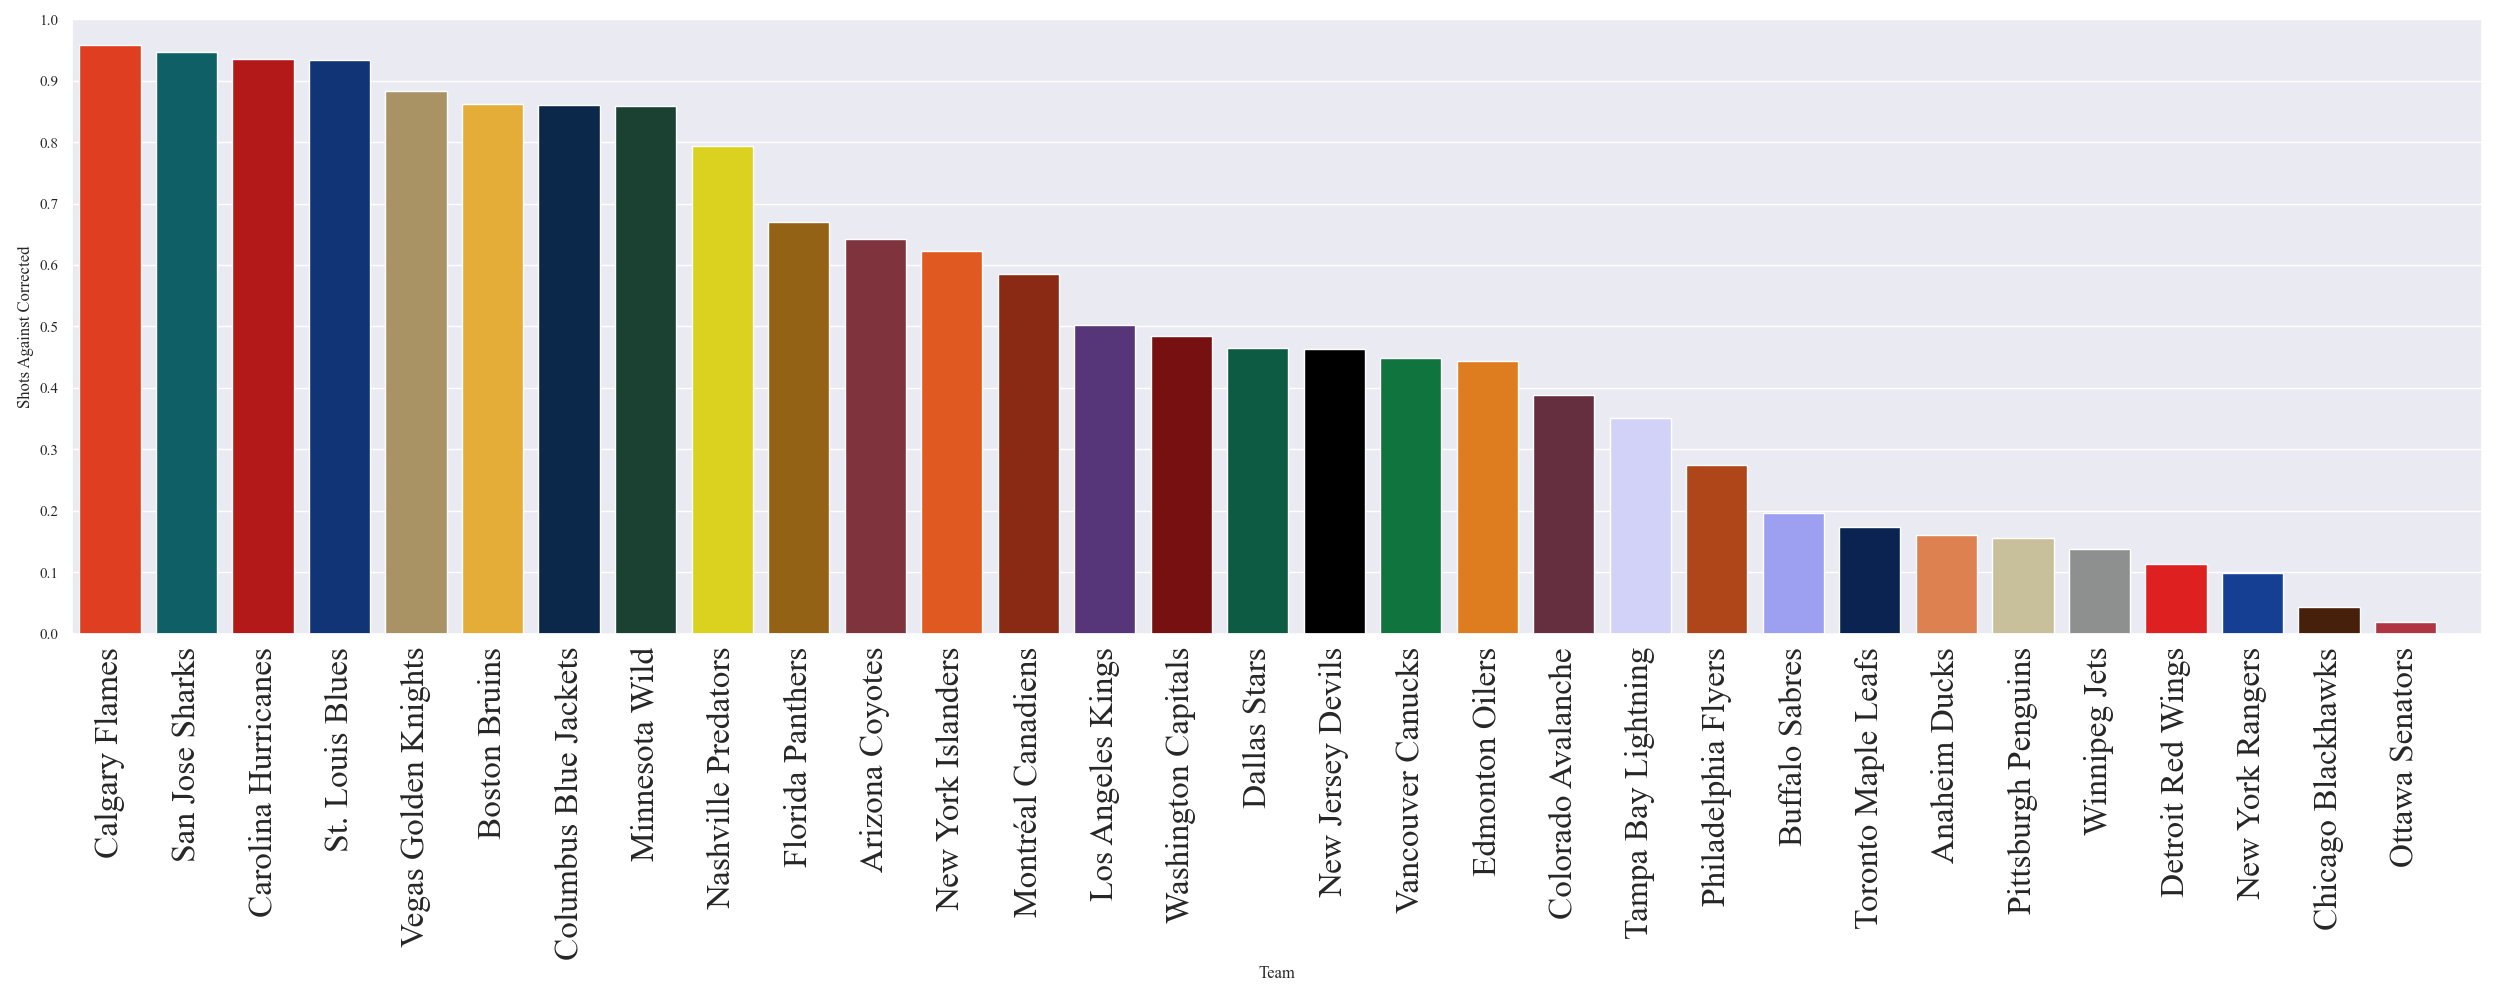 1.0
0.9
0.8
0.7
0.6
0.5
0.4
0.3
0.2
0.1
0.0
Shots Against Corrected
Calgary Flames
San Jose Sharks
Carolina Hurricanes
St. Louis Blues
Vegas Golden Knights
Boston Bruins
Columbus Blue Jackets
Minnesota Wild
Nashville Predators
Florida Panthers
Arizona Coyotes
New York Islanders
Montréal Canadiens
Los Angeles Kings
Washington Capitals
Dallas Stars
New Jersey Devils
Vancouver Canucks
Edmonton Oilers
Colorado Avalanche
Tampa Bay Lightning
Philadelphia Flyers
Buffalo Sabres
Toronto Maple Leafs
Anaheim Ducks
Pittsburgh Penguins
Winnipeg Jets
Detroit Red Wings
New York Rangers
Chicago Blackhawks
Ottawa Senators
Team